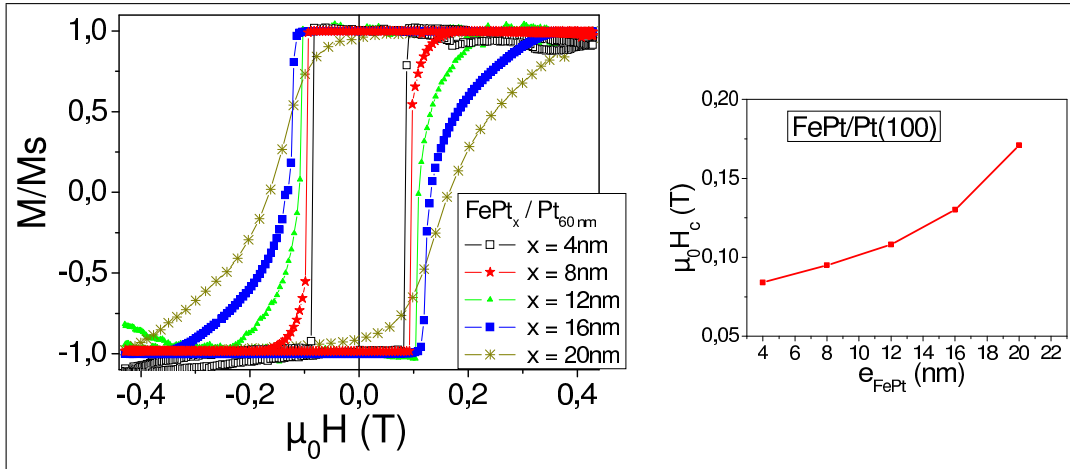 M/Ms
1,0
0,5
0,0
-0,5
-1,0
-0,4
-0,2
0,0
0,2
0,4
μ₀H (T)
FePtₓ / Pt₆₀ ₙₘ
x = 4nm
x = 8nm
x = 12nm
x = 16nm
x = 20nm
FePt/Pt(100)
μ₀H꜀ (T)
0,20
0,15
0,10
0,05
4 6 8 10 12 14 16 18 20 22
e_FePt (nm)